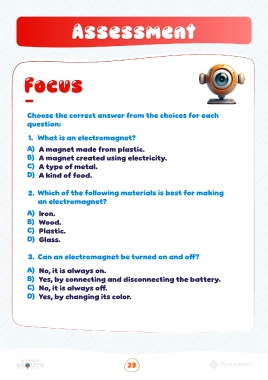 Assessment
Focus
Choose the correct answer from the choices for each
question:
1. What is an electromagnet?
A) A magnet made from plastic.
B) A magnet created using electricity.
C) A type of metal.
D) A kind of food.
2. Which of the following materials is best for making
an electromagnet?
A) Iron.
B) Wood.
C) Plastic.
D) Glass.
3. Can an electromagnet be turned on and off?
A) No, it is always on.
B) Yes, by connecting and disconnecting the battery.
C) No, it is always off.
D) Yes, by changing its color.
39